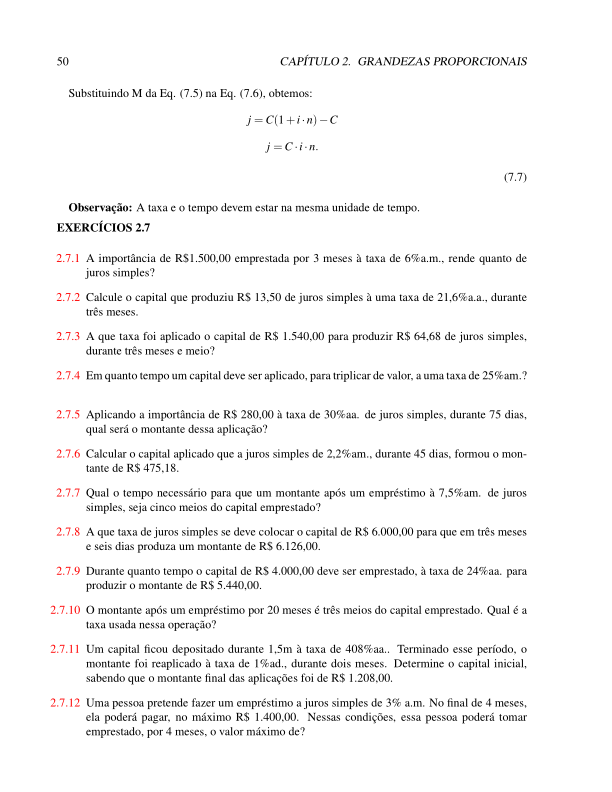 50
CAPÍTULO 2. GRANDEZAS PROPORCIONAIS
Substituindo M da Eq. (7.5) na Eq. (7.6), obtemos:
j = C(1 + i · n) − C
j = C · i · n.
(7.7)
Observação: A taxa e o tempo devem estar na mesma unidade de tempo.
EXERCÍCIOS 2.7
2.7.1 A importância de R$1.500,00 emprestada por 3 meses à taxa de 6%a.m., rende quanto de
juros simples?
2.7.2 Calcule o capital que produziu R$ 13,50 de juros simples à uma taxa de 21,6%a.a., durante
três meses.
2.7.3 A que taxa foi aplicado o capital de R$ 1.540,00 para produzir R$ 64,68 de juros simples,
durante três meses e meio?
2.7.4 Em quanto tempo um capital deve ser aplicado, para triplicar de valor, a uma taxa de 25%am.?
2.7.5 Aplicando a importância de R$ 280,00 à taxa de 30%aa. de juros simples, durante 75 dias,
qual será o montante dessa aplicação?
2.7.6 Calcular o capital aplicado que a juros simples de 2,2%am., durante 45 dias, formou o mon-
tante de R$ 475,18.
2.7.7 Qual o tempo necessário para que um montante após um empréstimo à 7,5%am. de juros
simples, seja cinco meios do capital emprestado?
2.7.8 A que taxa de juros simples se deve colocar o capital de R$ 6.000,00 para que em três meses
e seis dias produza um montante de R$ 6.126,00.
2.7.9 Durante quanto tempo o capital de R$ 4.000,00 deve ser emprestado, à taxa de 24%aa. para
produzir o montante de R$ 5.440,00.
2.7.10 O montante após um empréstimo por 20 meses é três meios do capital emprestado. Qual é a
taxa usada nessa operação?
2.7.11 Um capital ficou depositado durante 1,5m à taxa de 408%aa.. Terminado esse período, o
montante foi reaplicado à taxa de 1%ad., durante dois meses. Determine o capital inicial,
sabendo que o montante final das aplicações foi de R$ 1.208,00.
2.7.12 Uma pessoa pretende fazer um empréstimo a juros simples de 3% a.m. No final de 4 meses,
ela poderá pagar, no máximo R$ 1.400,00. Nessas condições, essa pessoa poderá tomar
emprestado, por 4 meses, o valor máximo de?